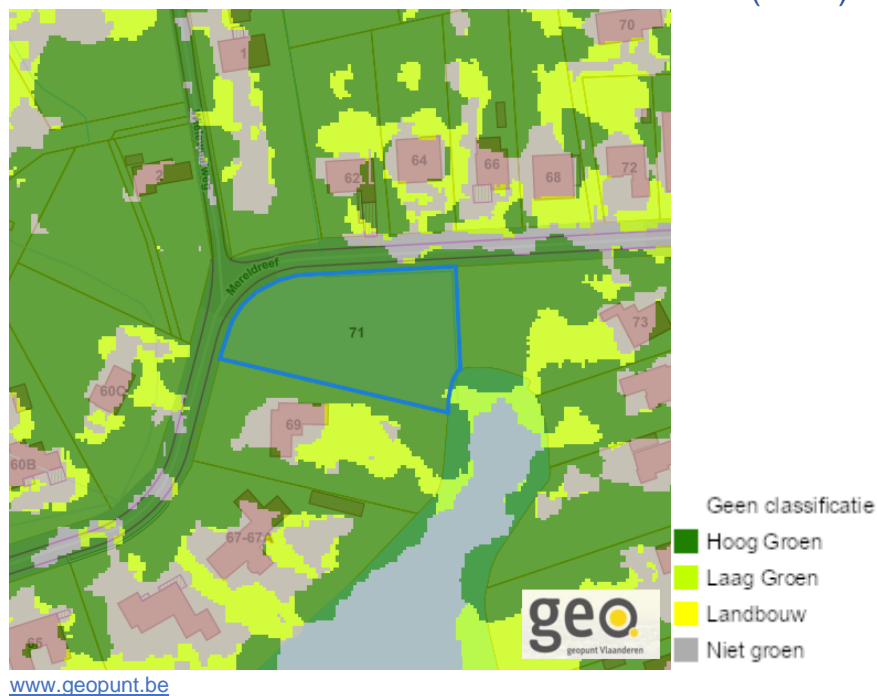 70
1
2
62
64
66
68
72
Mereldreef
71
73
60C
69
60B
67-67A
65
geo.
geopunt Vlaanderen
Geen classificatie
Hoog Groen
Laag Groen
Landbouw
Niet groen
www.geopunt.be